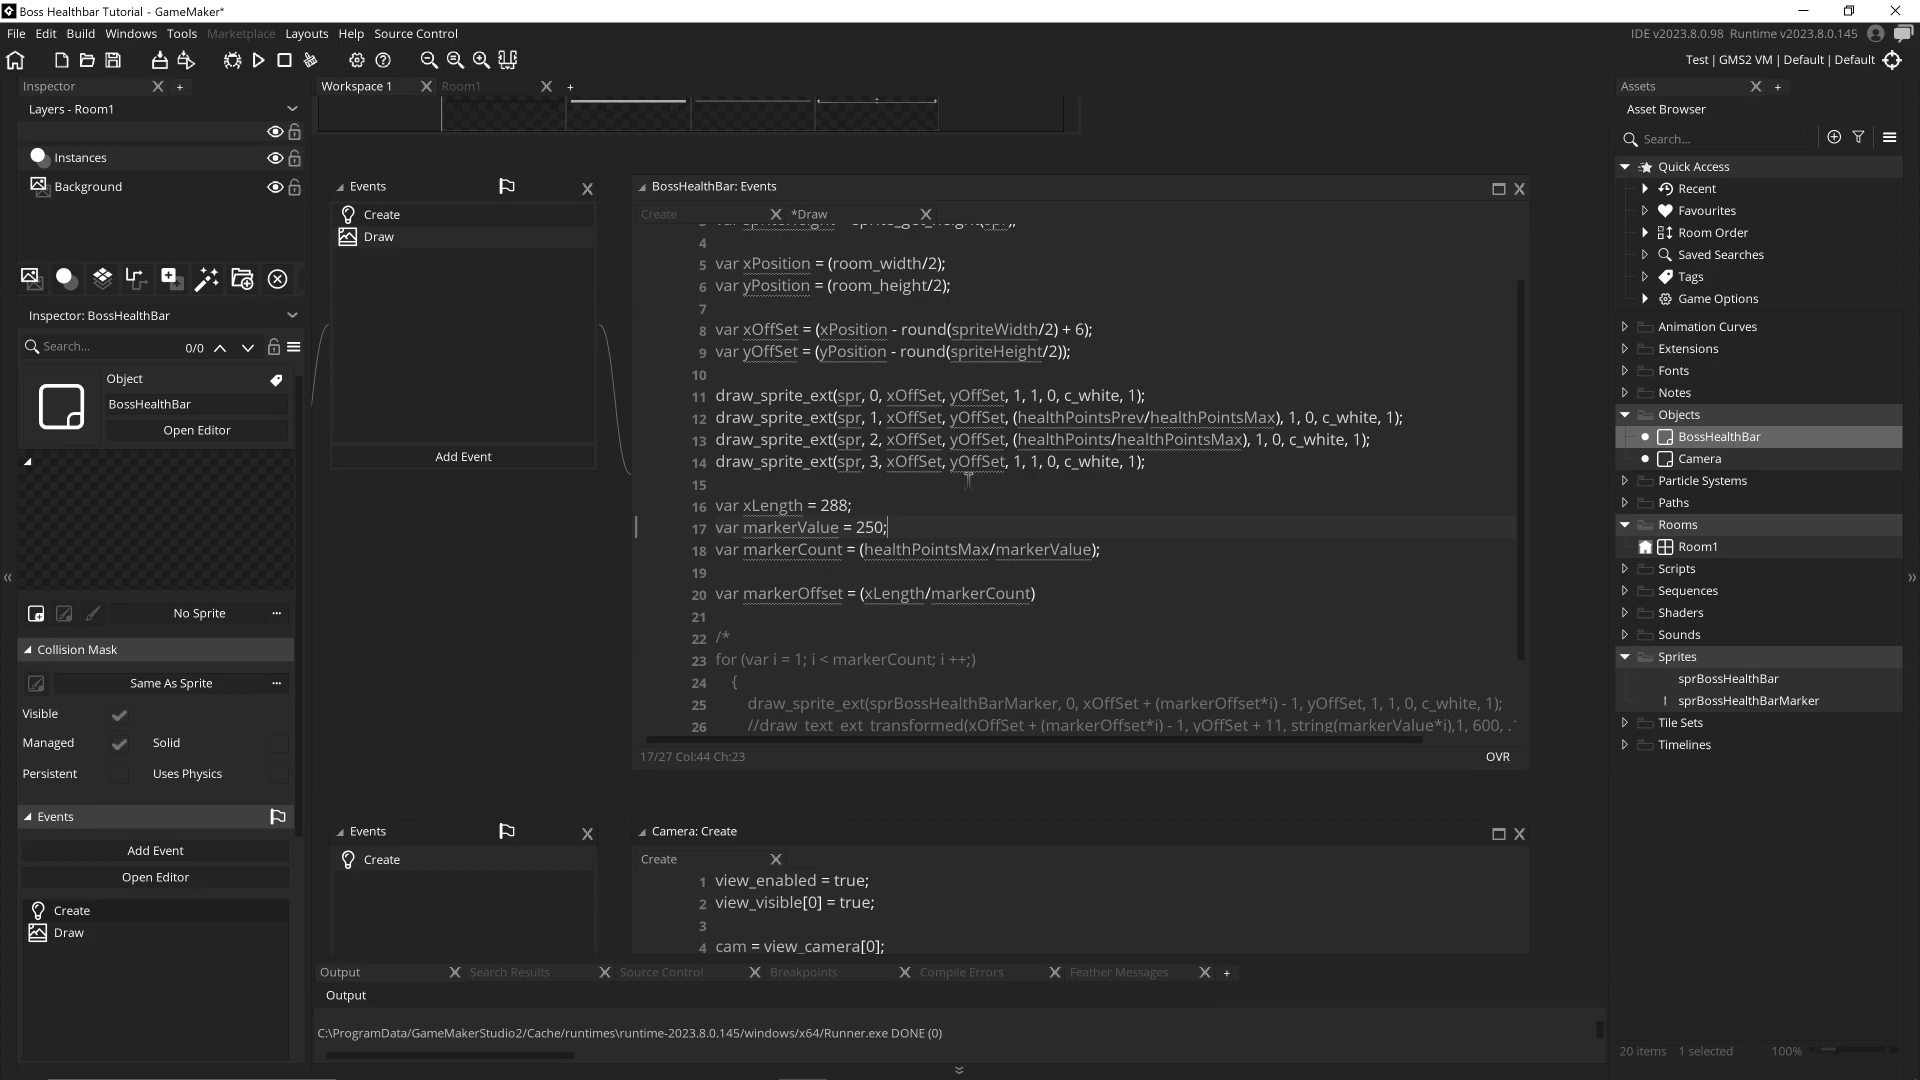 Boss Healthbar Tutorial - GameMaker*
File Edit Build Windows Tools Marketplace Layouts Help Source Control
IDE v2023.8.0.98 Runtime v2023.8.0.145
Test | GMS2 VM | Default | Default
Inspector
Layers - Room1
Instances
Background
Inspector: BossHealthBar
Search... 0/0
Object
BossHealthBar
Open Editor
No Sprite
Collision Mask
Same As Sprite
Visible
Managed Solid
Persistent Uses Physics
Events
Add Event
Open Editor
Create
Draw
Workspace 1 Room1
Events
Create
Draw
Add Event
BossHealthBar: Events
Create *Draw
4
5 var xPosition = (room_width/2);
6 var yPosition = (room_height/2);
7
8 var xOffSet = (xPosition - round(spriteWidth/2) + 6);
9 var yOffSet = (yPosition - round(spriteHeight/2));
10
11 draw_sprite_ext(spr, 0, xOffSet, yOffSet, 1, 1, 0, c_white, 1);
12 draw_sprite_ext(spr, 1, xOffSet, yOffSet, (healthPointsPrev/healthPointsMax), 1, 0, c_white, 1);
13 draw_sprite_ext(spr, 2, xOffSet, yOffSet, (healthPoints/healthPointsMax), 1, 0, c_white, 1);
14 draw_sprite_ext(spr, 3, xOffSet, yOffSet, 1, 1, 0, c_white, 1);
15
16 var xLength = 288;
17 var markerValue = 250;
18 var markerCount = (healthPointsMax/markerValue);
19
20 var markerOffset = (xLength/markerCount)
21
22 /*
23 for (var i = 1; i < markerCount; i ++;)
24 {
25 draw_sprite_ext(sprBossHealthBarMarker, 0, xOffSet + (markerOffset*i) - 1, yOffSet, 1, 1, 0, c_white, 1);
26 //draw_text_ext_transformed(xOffSet + (markerOffset*i) - 1, yOffSet + 11, string(markerValue*i),1, 600, .1
17/27 Col:44 Ch:23 OVR
Events
Create
Camera: Create
Create
1 view_enabled = true;
2 view_visible[0] = true;
3
4 cam = view_camera[0];
Output Search Results Source Control Breakpoints Compile Errors Feather Messages
Output
C:\ProgramData/GameMakerStudio2/Cache/runtimes\runtime-2023.8.0.145/windows/x64/Runner.exe DONE (0)
Assets
Asset Browser
Search...
Quick Access
Recent
Favourites
Room Order
Saved Searches
Tags
Game Options
Animation Curves
Extensions
Fonts
Notes
Objects
BossHealthBar
Camera
Particle Systems
Paths
Rooms
Room1
Scripts
Sequences
Shaders
Sounds
Sprites
sprBossHealthBar
sprBossHealthBarMarker
Tile Sets
Timelines
20 items 1 selected 100%